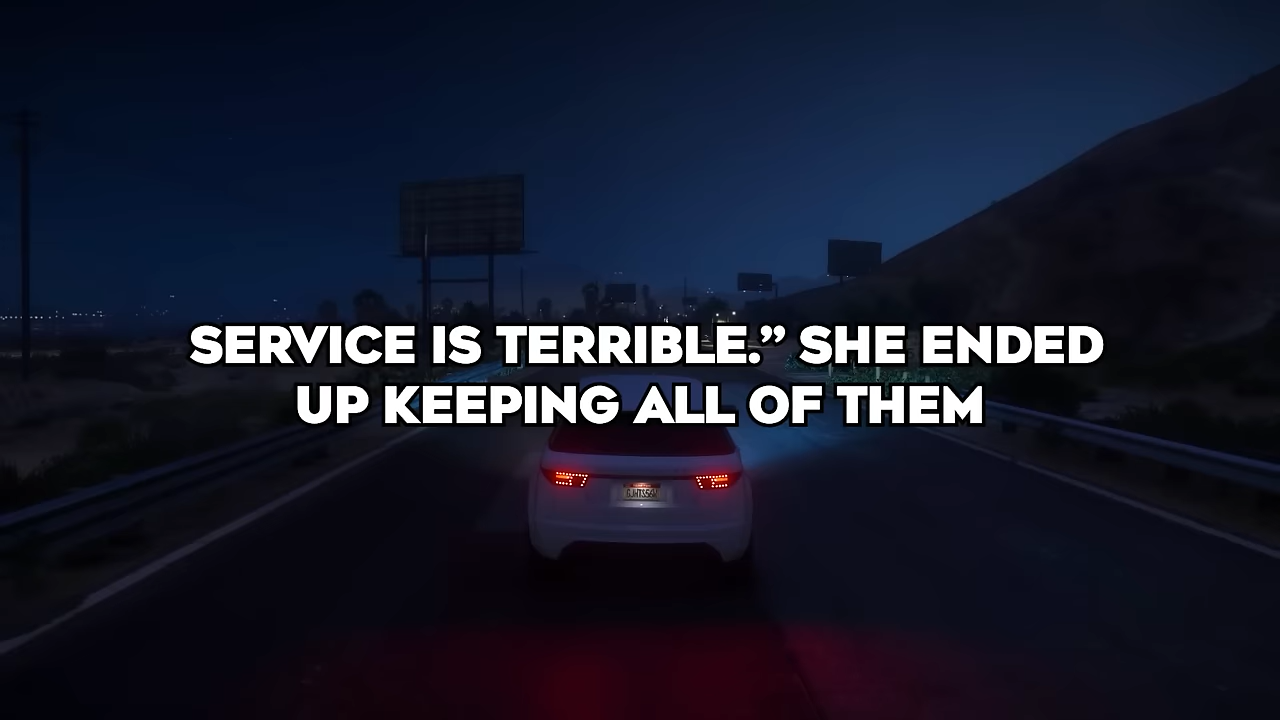 SERVICE IS TERRIBLE.” SHE ENDED
UP KEEPING ALL OF THEM